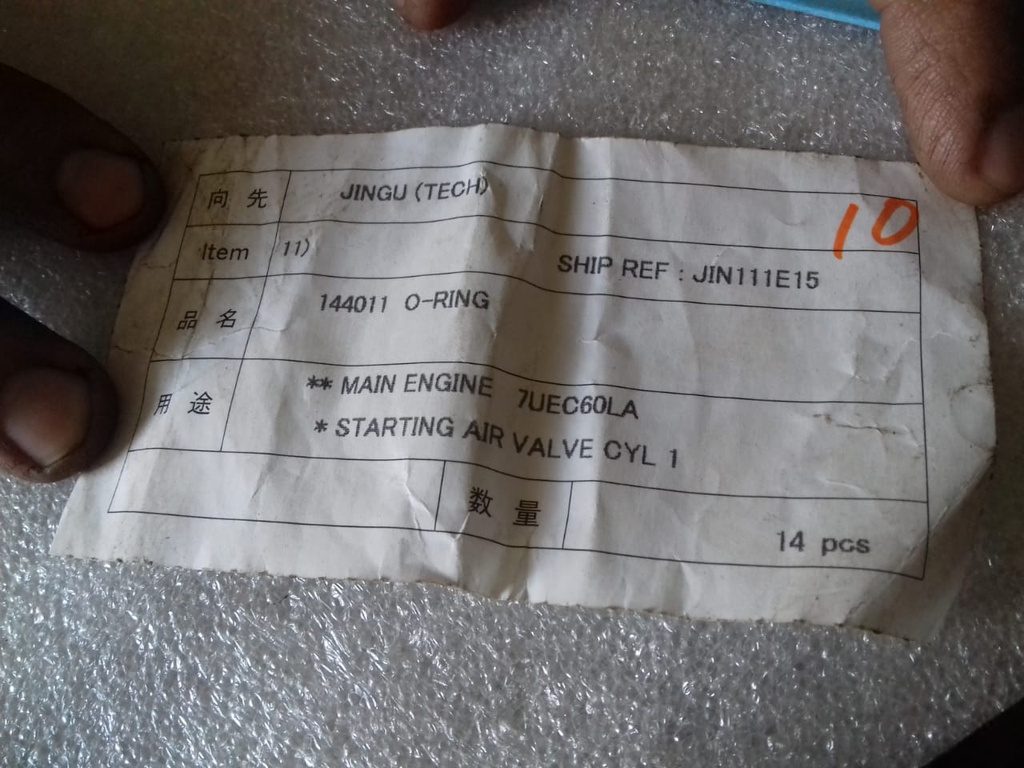 向先 JINGU (TECH) 10
Item 11) SHIP REF : JIN111E15
品名 144011 O-RING
用途 ** MAIN ENGINE 7UEC60LA
* STARTING AIR VALVE CYL 1
数量 14 pcs